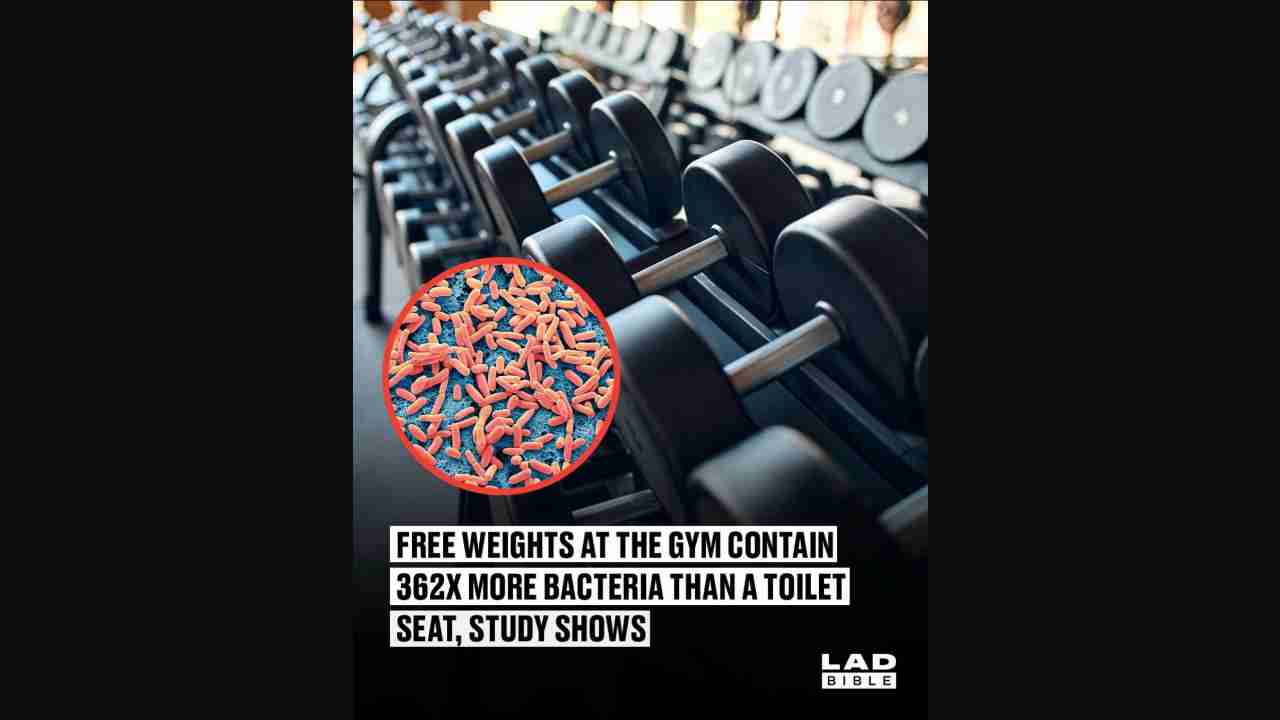 FREE WEIGHTS AT THE GYM CONTAIN
362X MORE BACTERIA THAN A TOILET
SEAT, STUDY SHOWS
LAD
BIBLE